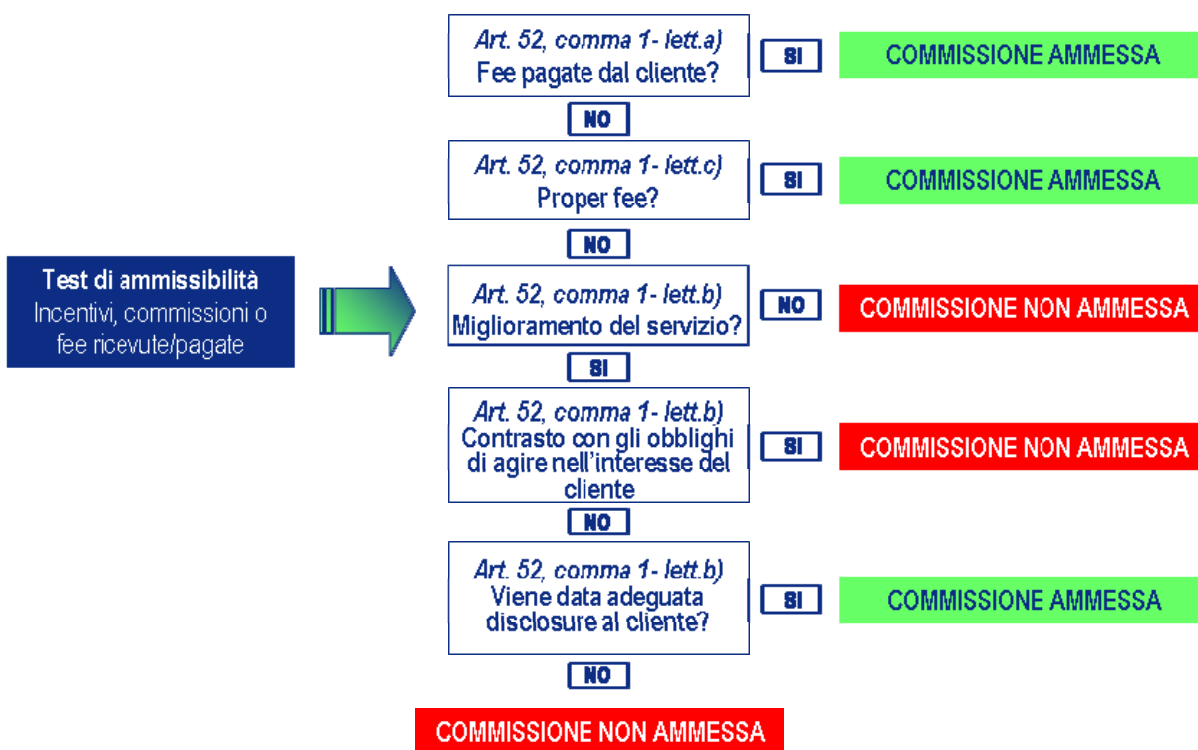 Art. 52, comma 1- lett.a)
Fee pagate dal cliente?
SI
COMMISSIONE AMMESSA
NO
Art. 52, comma 1- lett.c)
Proper fee?
SI
COMMISSIONE AMMESSA
NO
Test di ammissibilità
Incentivi, commissioni o
fee ricevute/pagate
Art. 52, comma 1- lett.b)
Miglioramento del servizio?
NO
COMMISSIONE NON AMMESSA
SI
Art. 52, comma 1- lett.b)
Contrasto con gli obblighi
di agire nell'interesse del
cliente
SI
COMMISSIONE NON AMMESSA
NO
Art. 52, comma 1- lett.b)
Viene data adeguata
disclosure al cliente?
SI
COMMISSIONE AMMESSA
NO
COMMISSIONE NON AMMESSA